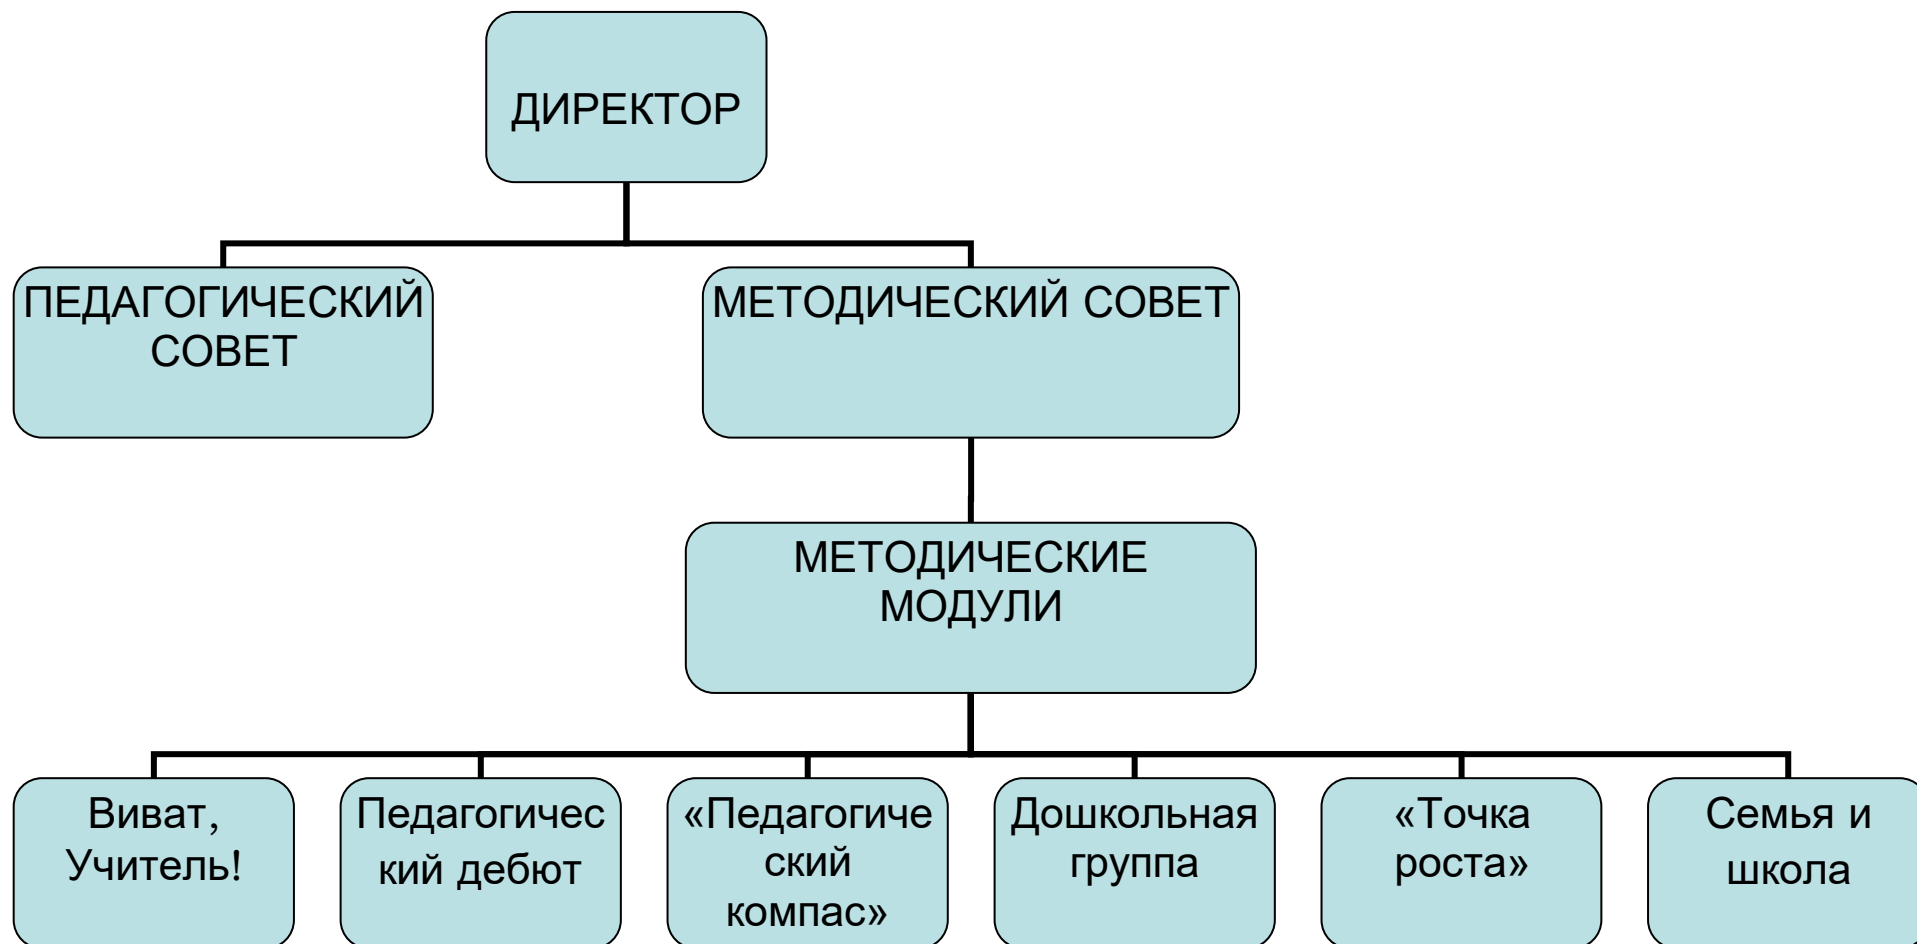 ДИРЕКТОР
ПЕДАГОГИЧЕСКИЙ
СОВЕТ
МЕТОДИЧЕСКИЙ СОВЕТ
МЕТОДИЧЕСКИЕ
МОДУЛИ
Виват,
Учитель!
Педагогичес
кий дебют
«Педагогиче
ский
компас»
Дошкольная
группа
«Точка
роста»
Семья и
школа